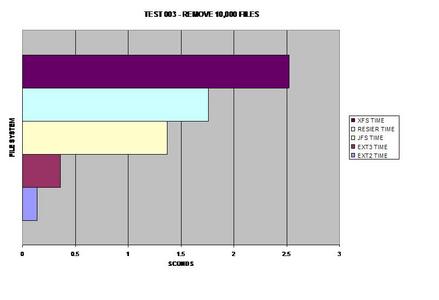 TEST 003 - REMOVE 10,000 FILES
FILE SYSTEM
XFS TIME
RESIER TIME
JFS TIME
EXT3 TIME
EXT2 TIME
0 0.5 1 1.5 2 2.5 3
SCONDS